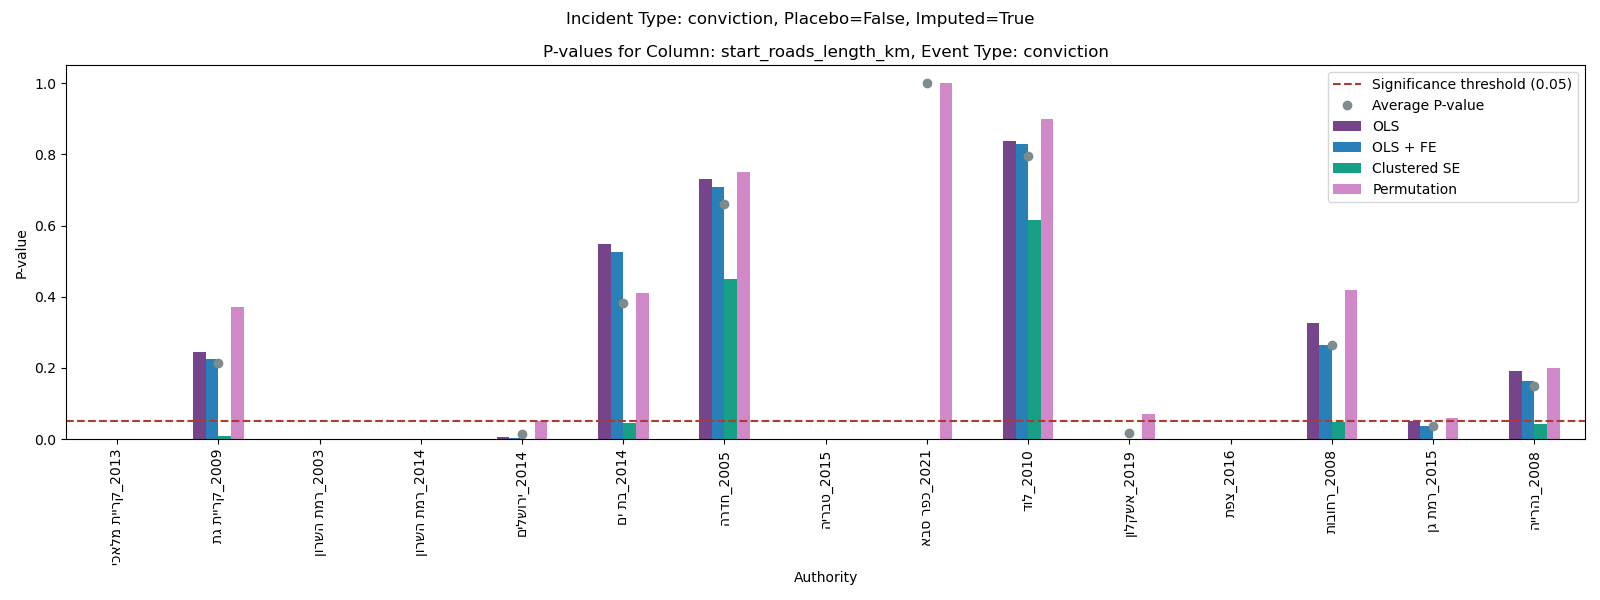 Incident Type: conviction, Placebo=False, Imputed=True
P-values for Column: start_roads_length_km, Event Type: conviction
P-value
1.0
0.8
0.6
0.4
0.2
0.0
Significance threshold (0.05)
Average P-value
OLS
OLS + FE
Clustered SE
Permutation
קריית מלאכי_2013
קריית גת_2009
רמת השרון_2003
רמת השרון_2014
ירושלים_2014
בת ים_2014
חדרה_2005
טבריה_2015
כפר סבא_2021
לוד_2010
אשקלון_2019
צפת_2016
רחובות_2008
רמת גן_2015
נהרייה_2008
Authority